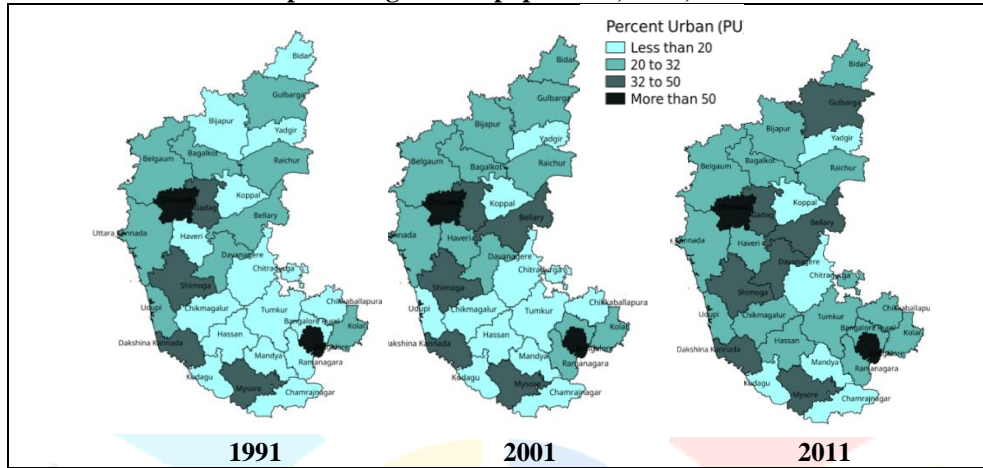 Percent Urban (PU
Less than 20
20 to 32
32 to 50
More than 50
Bidar
Gulbarga
Bijapur
Yadgir
Belgaum
Bagalkot
Raichur
Koppal
Gadag
Bellary
Uttara Kannada
Haveri
Davanagere
Chitradurga
Shimoga
Chikkaballapura
Udupi
Chikmagalur
Tumkur
Bangalore Rural
Kolar
Hassan
Dakshina Kannada
Mandya
Ramanagara
Kodagu
Mysore
Chamrajnagar
1991
Bidar
Gulbarga
Bijapur
Yadgir
Belgaum
Bagalkot
Raichur
Koppal
Bellary
Kannada
Haveri
Davanagere
Shimoga
Chikkaballapura
Udupi
Chikmagalur
Tumkur
Kolar
Hassan
Dakshina Kannada
Mandya
Ramanagara
Kodagu
Mysore
Chamrajnagar
2001
Bidar
Gulbarga
Bijapur
Yadgir
Belgaum
Bagalkot
Raichur
Koppal
Gadag
Bellary
Kannada
Haveri
Davanagere
Chitradurga
Shimoga
Chikkaballapu
Udupi
Chikmagalur
Tumkur
Bangalore Rural
Kolar
Hassan
Dakshina Kannada
Mandya
Ramanagara
Kodagu
Mysore
Chamrajnagar
2011